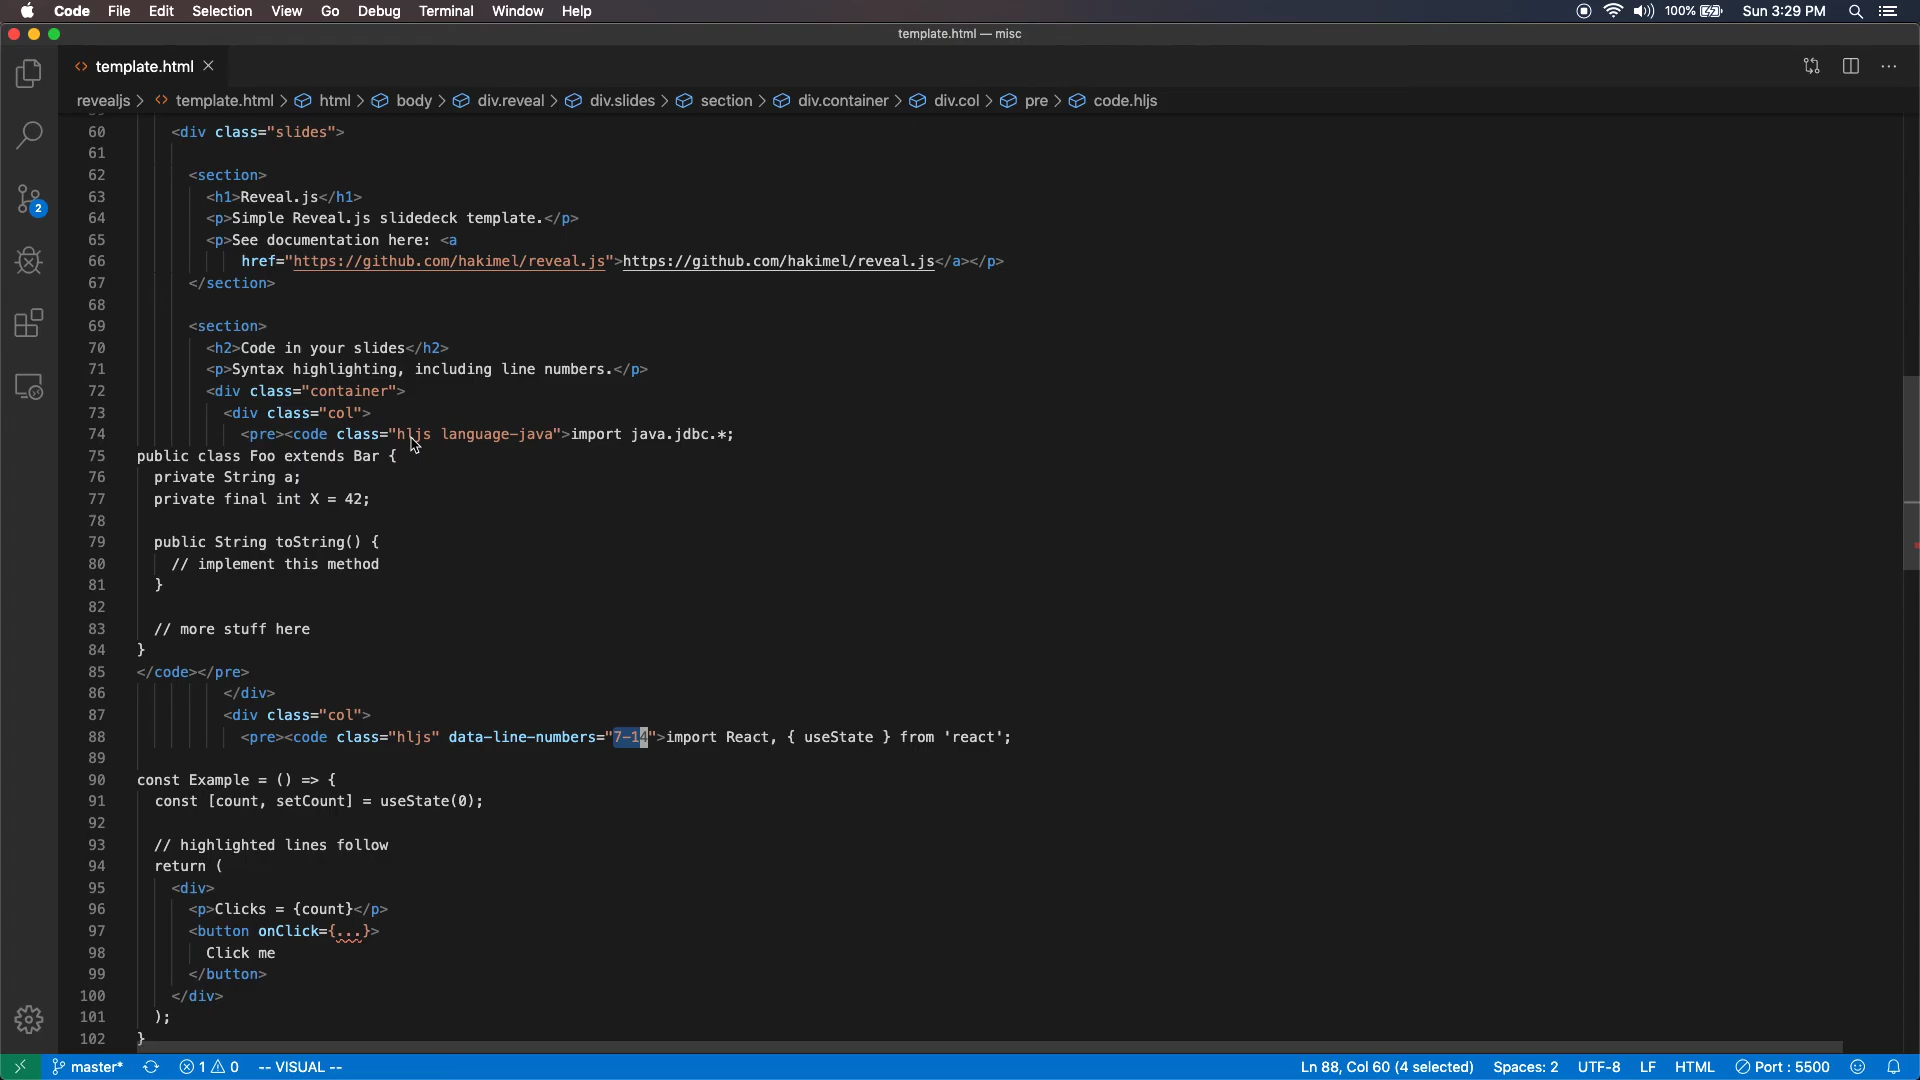 Code File Edit Selection View Go Debug Terminal Window Help 100% Sun 3:29 PM
template.html — misc
template.html
revealjs > template.html > html > body > div.reveal > div.slides > section > div.container > div.col > pre > code.hljs
60 <div class="slides">
61
62 <section>
63 <h1>Reveal.js</h1>
64 <p>Simple Reveal.js slidedeck template.</p>
65 <p>See documentation here: <a
66 href="https://github.com/hakimel/reveal.js">https://github.com/hakimel/reveal.js</a></p>
67 </section>
68
69 <section>
70 <h2>Code in your slides</h2>
71 <p>Syntax highlighting, including line numbers.</p>
72 <div class="container">
73 <div class="col">
74 <pre><code class="hljs language-java">import java.jdbc.*;
75 public class Foo extends Bar {
76 private String a;
77 private final int X = 42;
78
79 public String toString() {
80 // implement this method
81 }
82
83 // more stuff here
84 }
85 </code></pre>
86 </div>
87 <div class="col">
88 <pre><code class="hljs" data-line-numbers="7-14">import React, { useState } from 'react';
89
90 const Example = () => {
91 const [count, setCount] = useState(0);
92
93 // highlighted lines follow
94 return (
95 <div>
96 <p>Clicks = {count}</p>
97 <button onClick={...}>
98 Click me
99 </button>
100 </div>
101 );
102 }
2
master* 1 0 -- VISUAL -- Ln 88, Col 60 (4 selected) Spaces: 2 UTF-8 LF HTML Port : 5500